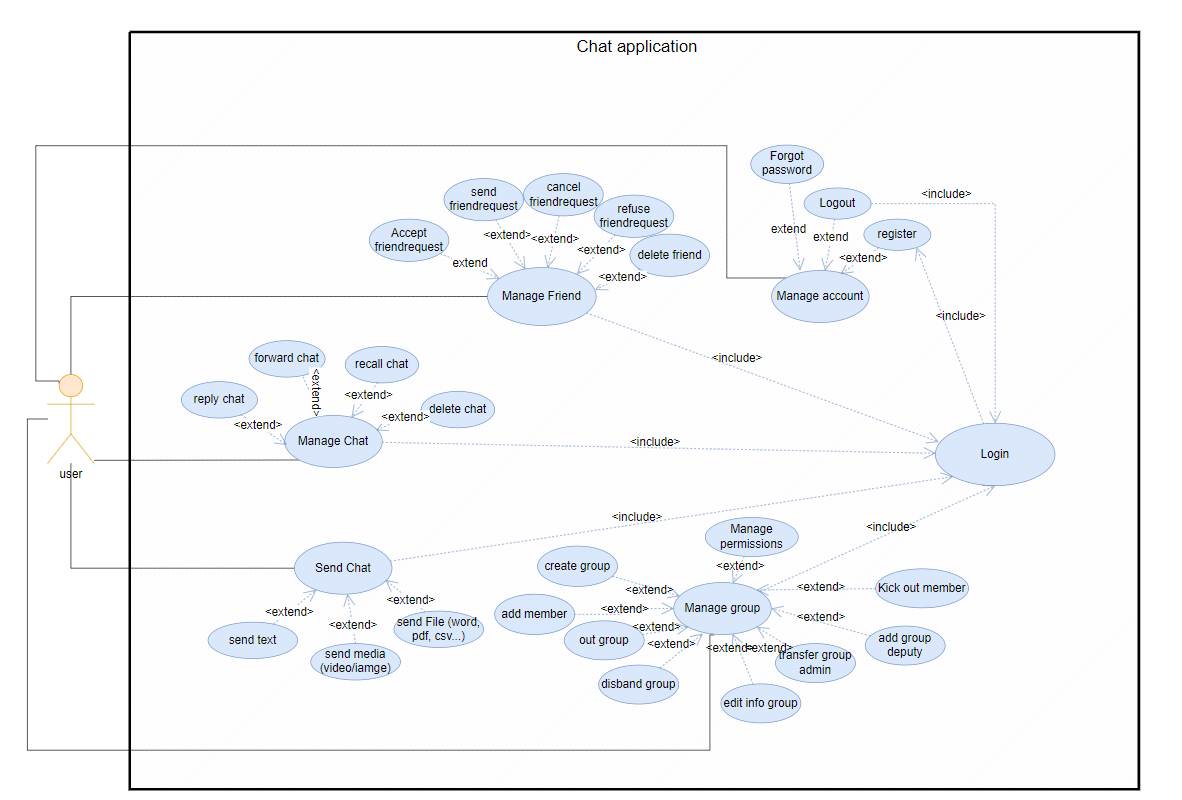 Chat application
Forgot
password
<include>
Logout
send
friendrequest
cancel
friendrequest
refuse
friendrequest
Accept
friendrequest
extend
extend
register
<extend>
<extend>
<extend>
delete friend
<extend>
extend
<extend>
Manage Friend
Manage account
<include>
forward chat
<include>
recall chat
<extend>
<extend>
reply chat
delete chat
<extend>
<extend>
Manage Chat
<include>
Login
user
<include>
<include>
Manage
permissions
Send Chat
create group
<extend>
<extend>
<extend>
Kick out member
<extend>
<extend>
add member
<extend>
Manage group
<extend>
<extend>
send text
<extend>
send File (word,
pdf, csv...)
<extend>
out group
<extend>
add group
deputy
<extend>
<extend>
send media
(video/iamge)
transfer group
admin
disband group
edit info group